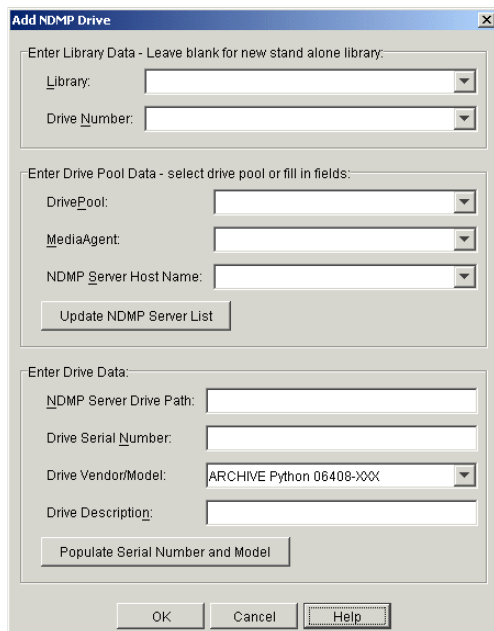 Add NDMP Drive
Enter Library Data - Leave blank for new stand alone library:
Library:
Drive Number:
Enter Drive Pool Data - select drive pool or fill in fields:
DrivePool:
MediaAgent:
NDMP Server Host Name:
Update NDMP Server List
Enter Drive Data:
NDMP Server Drive Path:
Drive Serial Number:
Drive Vendor/Model: ARCHIVE Python 06408-XXX
Drive Description:
Populate Serial Number and Model
OK Cancel Help